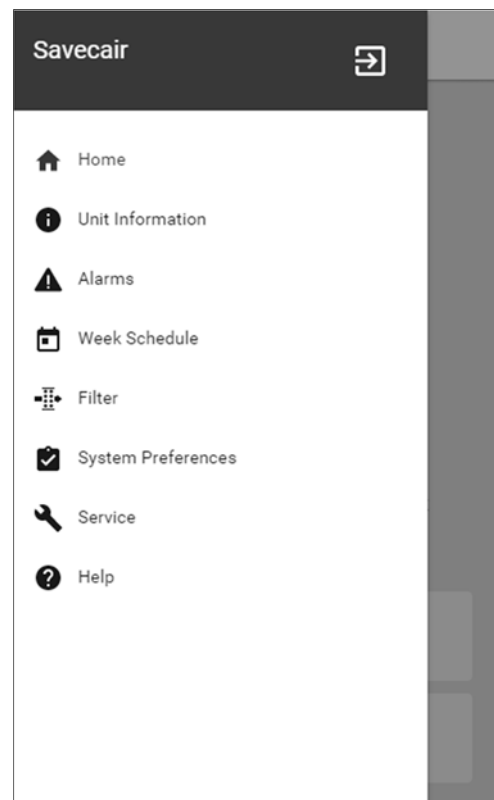 Savecair
Home
Unit Information
Alarms
Week Schedule
Filter
System Preferences
Service
Help